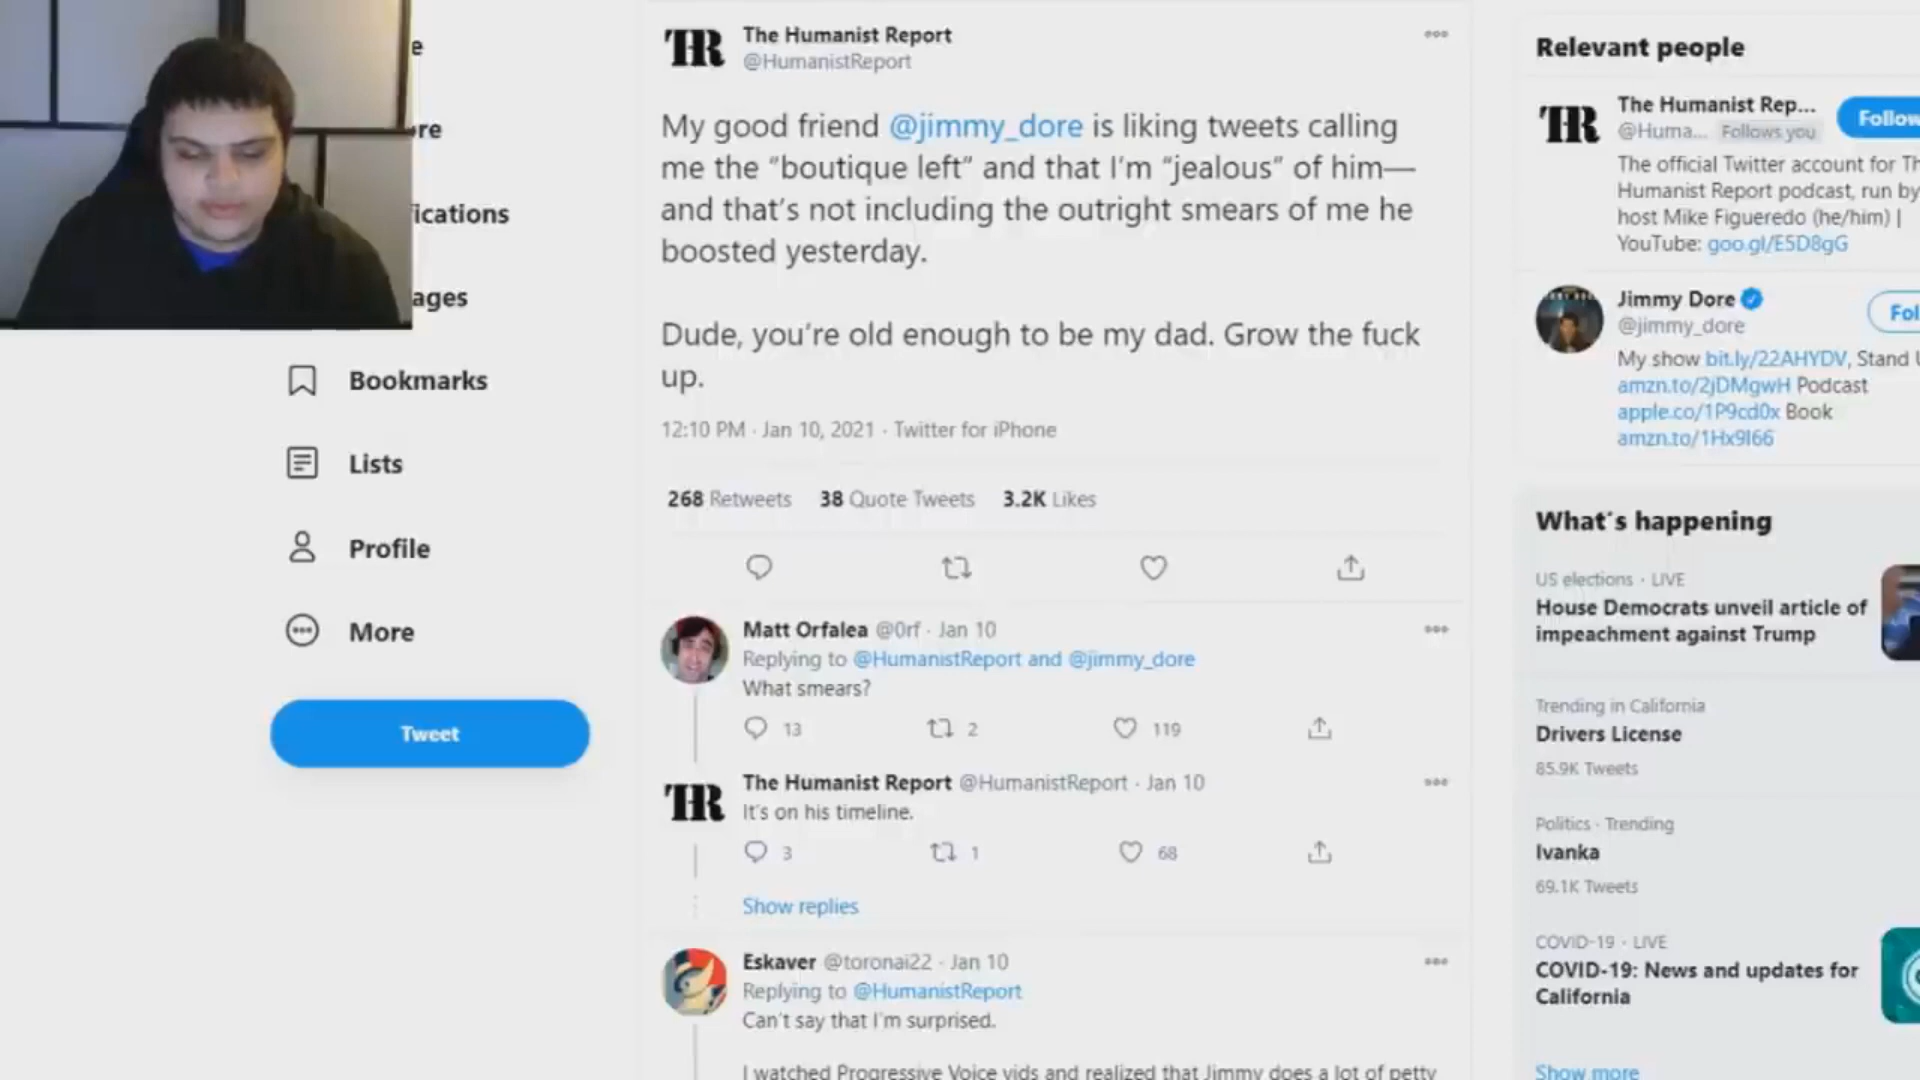 e
re
ications
ages
Bookmarks
Lists
Profile
More
Tweet
THR
The Humanist Report
@HumanistReport
My good friend @jimmy_dore is liking tweets calling
me the “boutique left” and that I’m “jealous” of him—
and that’s not including the outright smears of me he
boosted yesterday.
Dude, you’re old enough to be my dad. Grow the fuck
up.
12:10 PM · Jan 10, 2021 · Twitter for iPhone
268 Retweets 38 Quote Tweets 3.2K Likes
Matt Orfalea @0rf · Jan 10
Replying to @HumanistReport and @jimmy_dore
What smears?
13 2 119
THR
The Humanist Report @HumanistReport · Jan 10
It's on his timeline.
3 1 68
Show replies
Eskaver @toronai22 · Jan 10
Replying to @HumanistReport
Can't say that I'm surprised.
I watched Progressive Voice vids and realized that Jimmy does a lot of petty
Relevant people
THR
The Humanist Rep...
@Huma... Follows you
Follow
The official Twitter account for Th
Humanist Report podcast, run by
host Mike Figueredo (he/him) |
YouTube: goo.gl/E5D8gG
Jimmy Dore
@jimmy_dore
Fol
My show bit.ly/22AHYDV, Stand U
amzn.to/2jDMgwH Podcast
apple.co/1P9cd0x Book
amzn.to/1Hx9I66
What's happening
US elections · LIVE
House Democrats unveil article of
impeachment against Trump
Trending in California
Drivers License
85.9K Tweets
Politics · Trending
Ivanka
69.1K Tweets
COVID-19 · LIVE
COVID-19: News and updates for
California
Show more